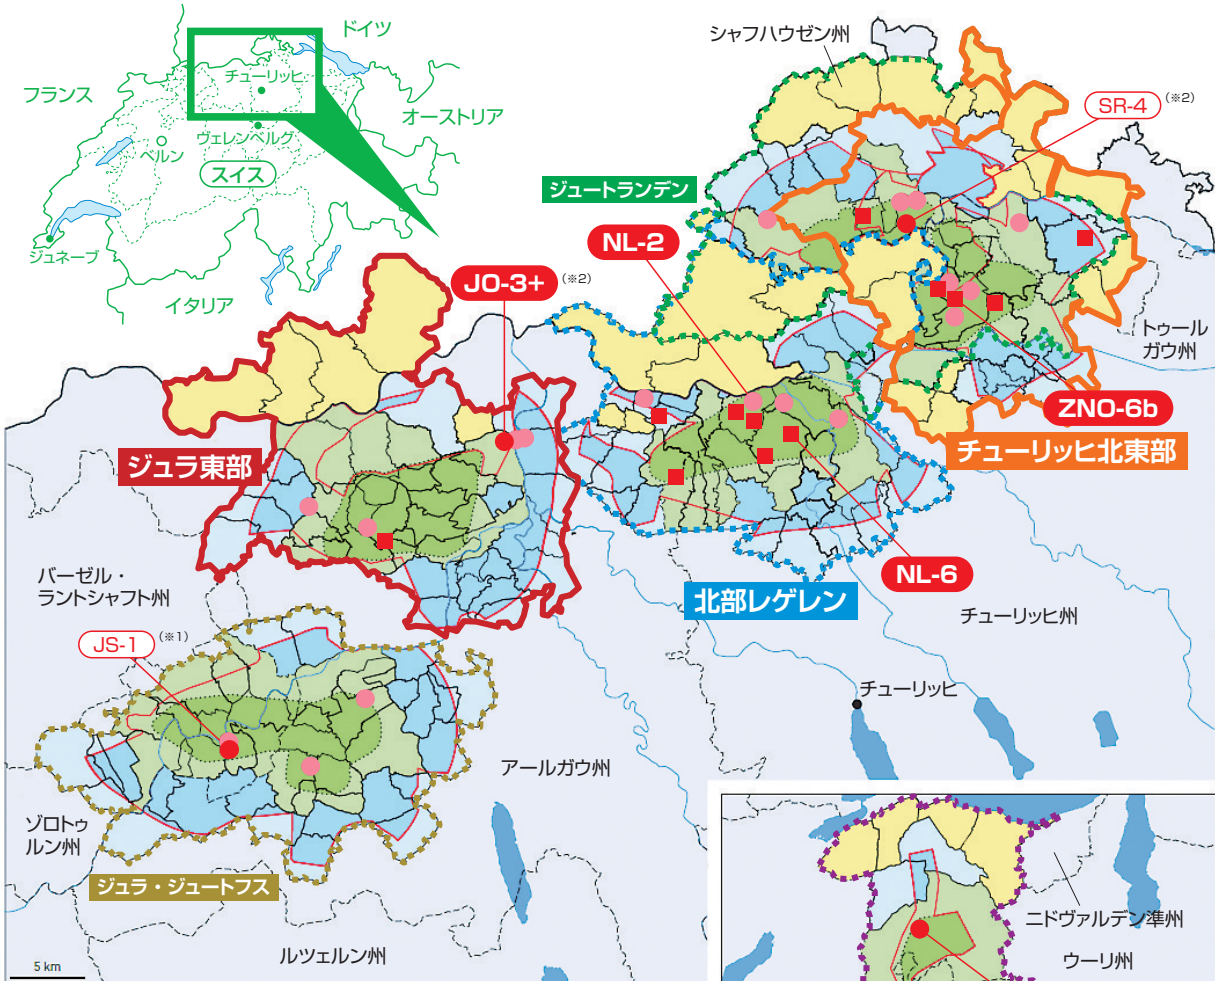 ドイツ
フランス
チューリッヒ
オーストリア
ヴェレンベルグ
ベルン
スイス
ジュネーブ
イタリア
シャフハウゼン州
SR-4 (※2)
ジュートランデン
NL-2
JO-3+ (※2)
トゥール
ガウ州
ZNO-6b
チューリッヒ北東部
ジュラ東部
NL-6
北部レゲレン
バーゼル・
ラントシャフト州
チューリッヒ州
JS-1 (※1)
チューリッヒ
アールガウ州
ゾロトゥ
ルン州
ジュラ・ジュートフス
ニドヴァルデン準州
ルツェルン州
ウーリ州
5 km